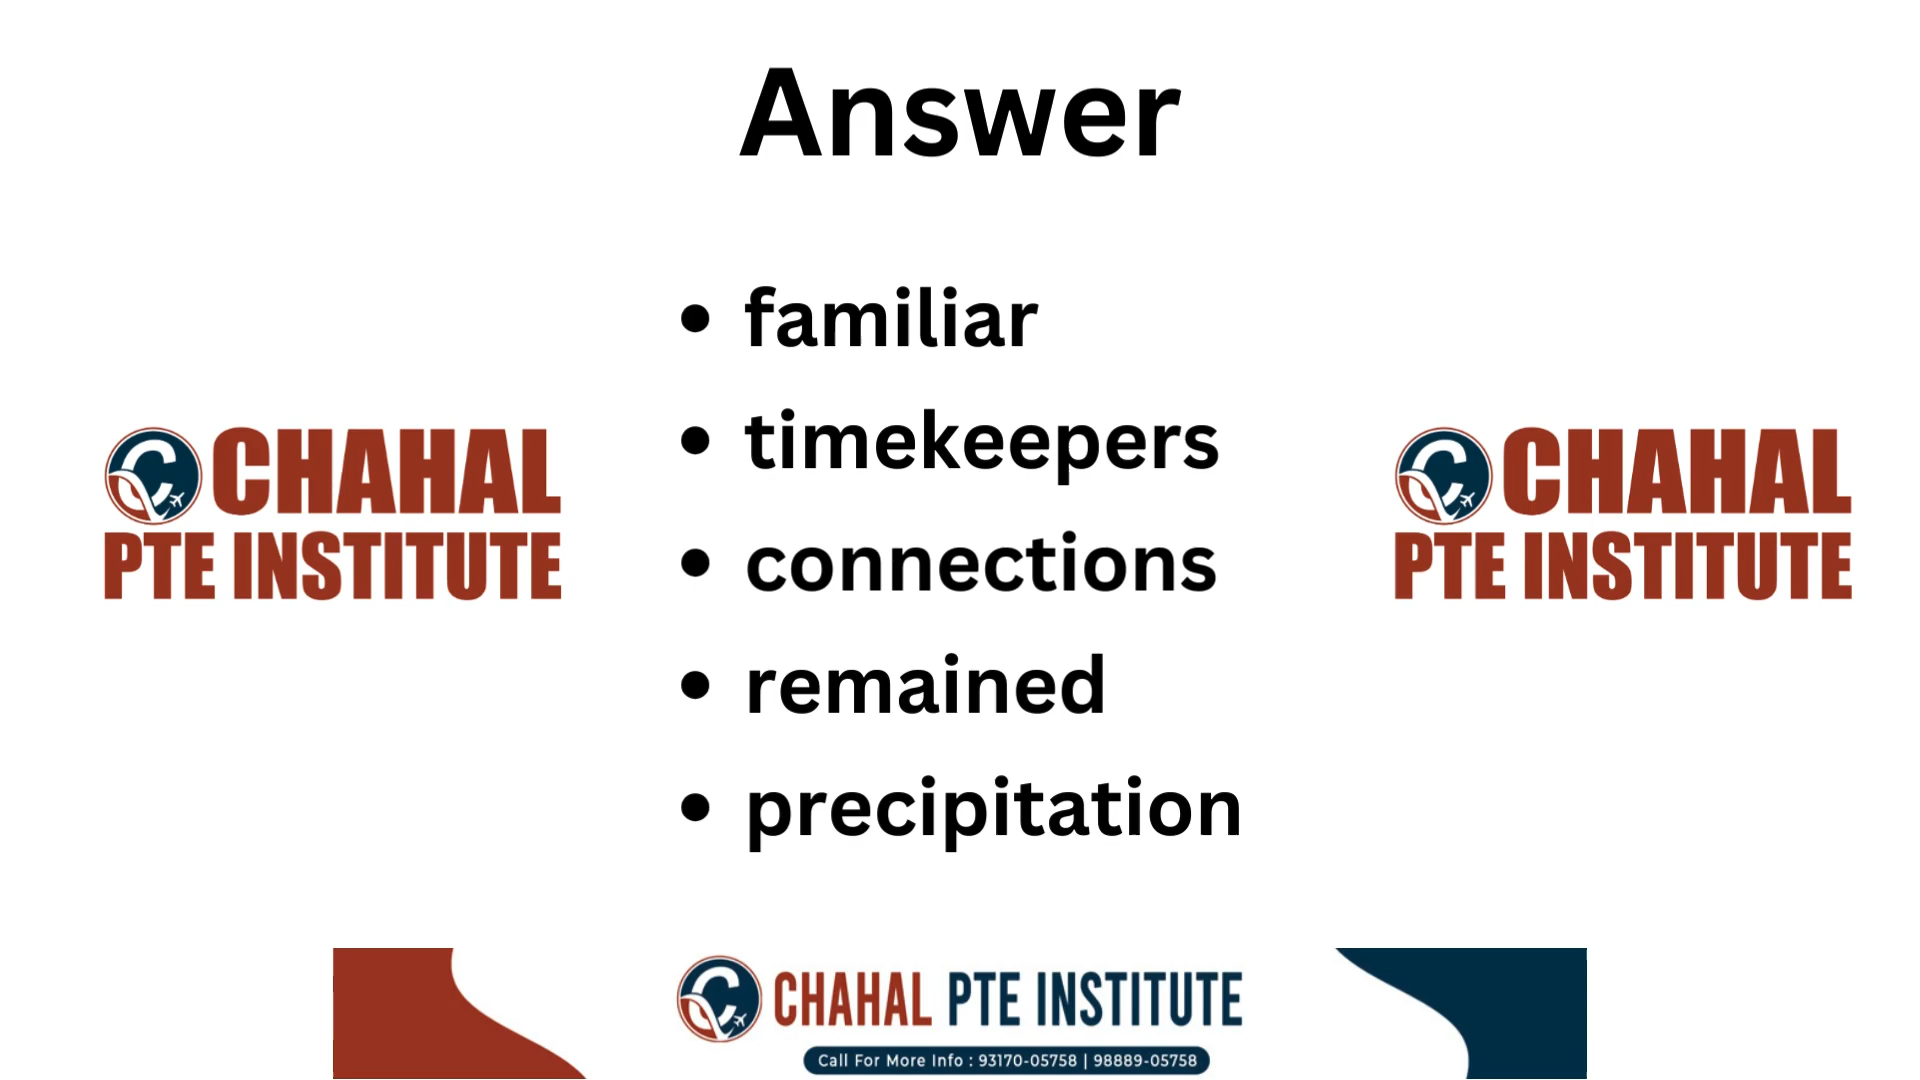 Answer
• familiar
• timekeepers
• connections
• remained
• precipitation
CHAHAL
PTE INSTITUTE
CHAHAL
PTE INSTITUTE
CHAHAL PTE INSTITUTE
Call For More Info : 93170-05758 | 98889-05758